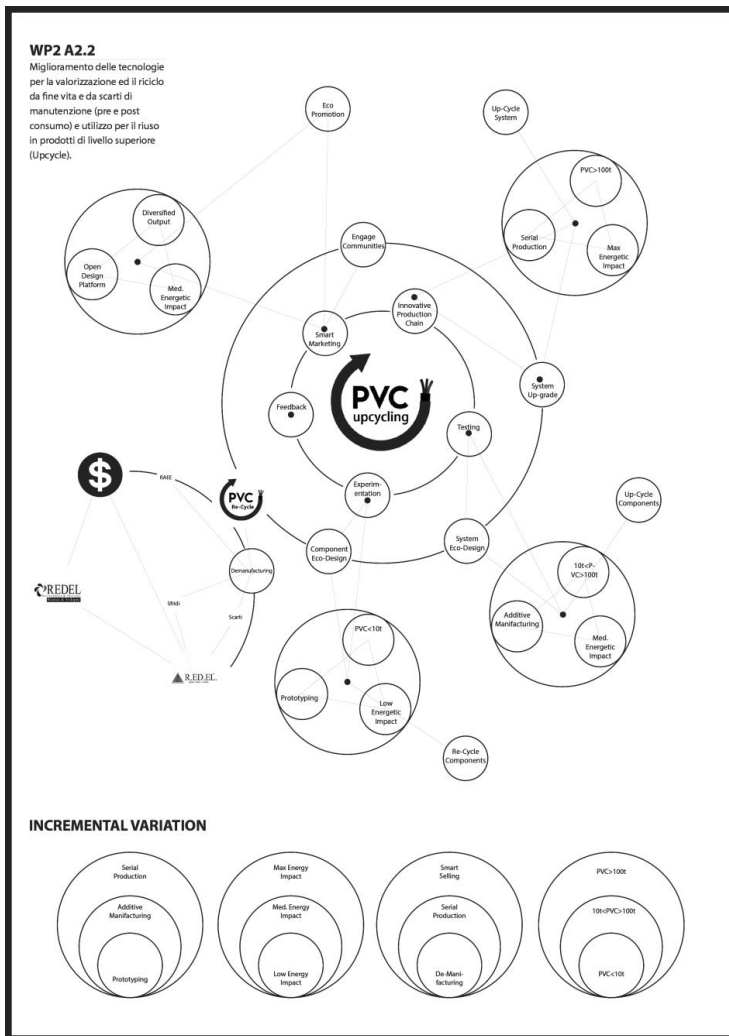 WP2 A2.2
Miglioramento delle tecnologie
per la valorizzazione ed il riciclo
da fine vita e da scarti di
manutenzione (pre e post
consumo) e utilizzo per il riuso
in prodotti di livello superiore
(Upcycle).
Eco
Promotion
Up-Cycle
System
Diversified
Output
Open
Design
Platform
Med.
Energetic
Impact
PVC>100t
Serial
Production
Max
Energetic
Impact
Engage
Communities
Innovative
Production
Chain
Smart
Marketing
PVC
upcycling
System
Up-grade
Feedback
Testing
Experim-
entation
$
RAEE
PVC
Re-Cycle
Component
Eco-Design
System
Eco-Design
Demanufacturing
Up-Cycle
Components
10t<P-
VC>100t
Additive
Manifacturing
Med.
Energetic
Impact
REDEL
Sfridi
Scarti
R.ED.EL.
PVC<10t
Prototyping
Low
Energetic
Impact
Re-Cycle
Components
INCREMENTAL VARIATION
Serial
Production
Additive
Manifacturing
Prototyping
Max Energy
Impact
Med. Energy
Impact
Low Energy
Impact
Smart
Selling
Serial
Production
De-Mani-
facturing
PVC>100t
10t<PVC>100t
PVC<10t